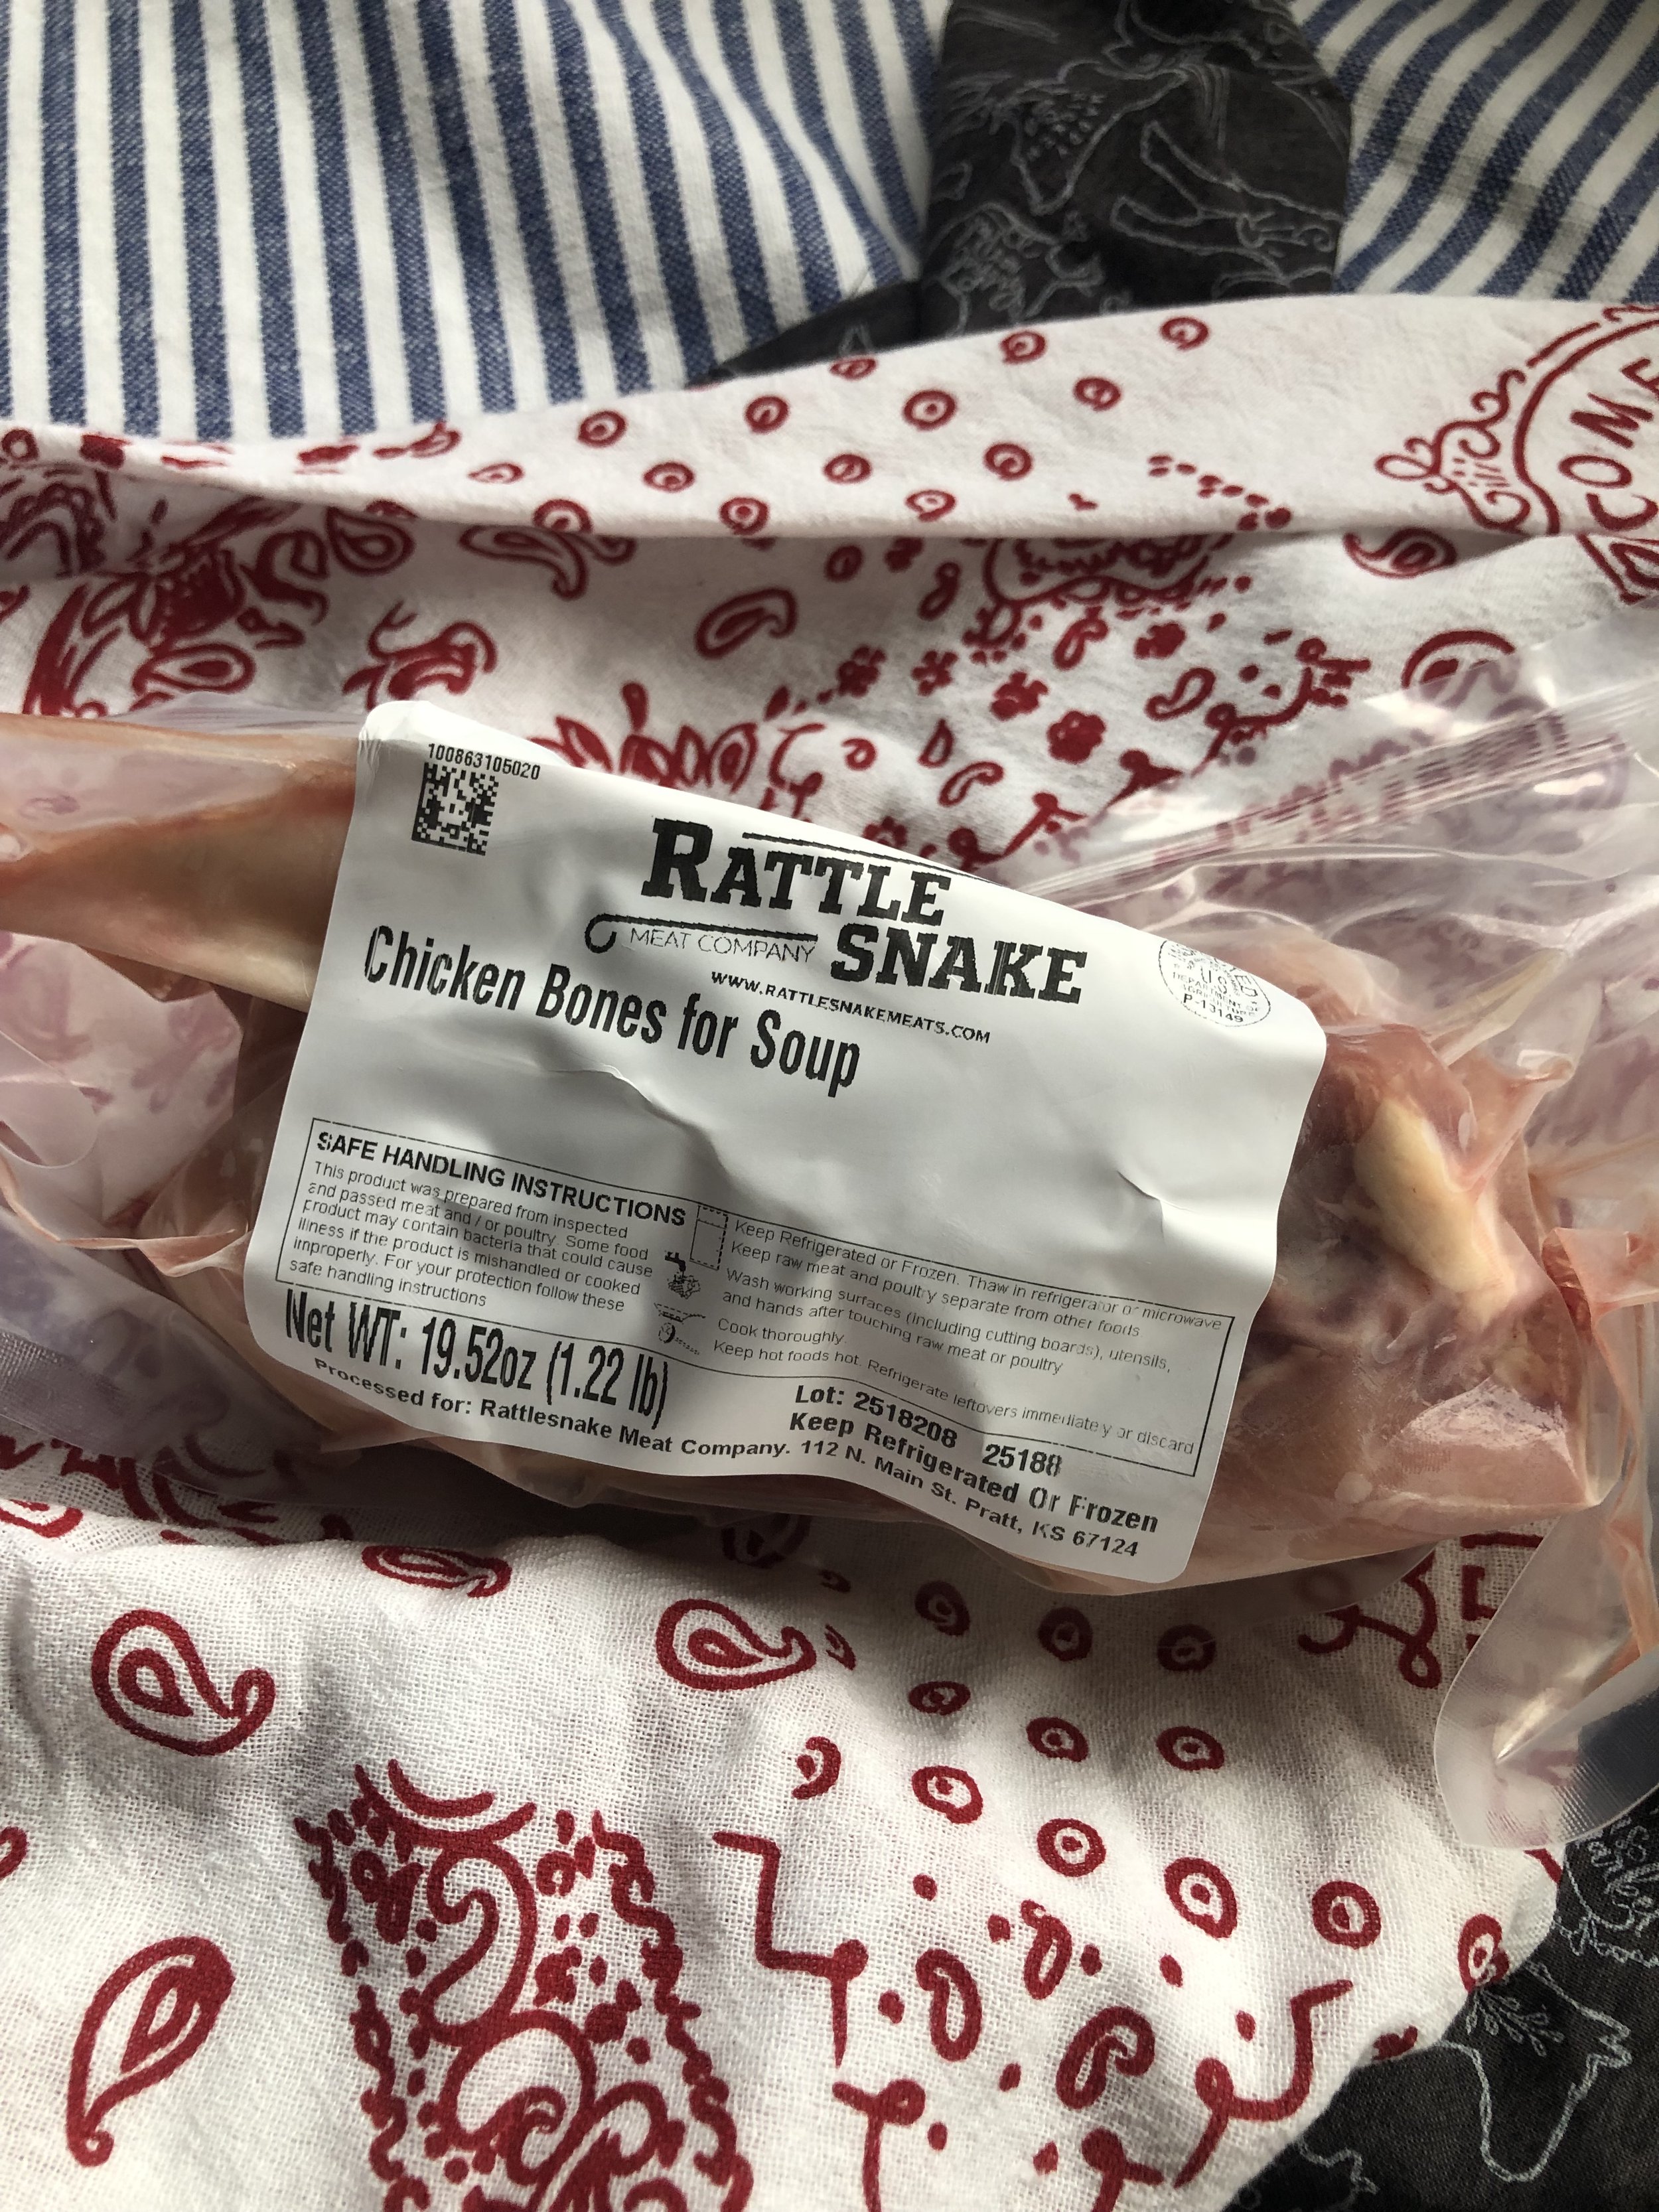 COME
100863105020
RATTLE
SNAKE
MEAT COMPANY
WWW.RATTLESNAKEMEATS.COM
P-13149
Chicken Bones for Soup
SAFE HANDLING INSTRUCTIONS
This product was prepared from inspected
and passed meat and / or poultry. Some food
product may contain bacteria that could cause
illness if the product is mishandled or cooked
improperly. For your protection follow these
safe handling instructions
Keep Refrigerated or Frozen. Thaw in refrigerator or microwave
Keep raw meat and poultry separate from other foods
Wash working surfaces (including cutting boards), utensils,
and hands after touching raw meat or poultry
Cook thoroughly.
Keep hot foods hot. Refrigerate leftovers immediately or discard
Net WT: 19.52oz (1.22 lb)
Lot: 2518208 25188
Keep Refrigerated Or Frozen
Processed for: Rattlesnake Meat Company. 112 N. Main St. Pratt, KS 67124